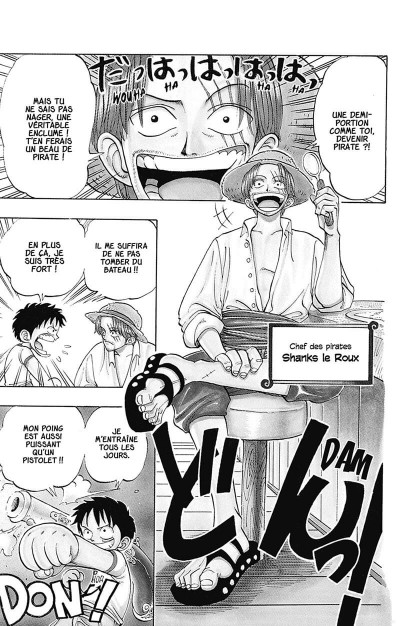 だっはっはっはっはっ
WOUHA
HA
HA
HA
UNE DEMI-
PORTION
COMME TOI,
DEVENIR
PIRATE ?!
MAIS TU
NE SAIS PAS
NAGER, UNE
VÉRITABLE
ENCLUME !
T'EN FERAIS
UN BEAU DE
PIRATE !
IL ME SUFFIRA
DE NE PAS
TOMBER DU
BATEAU !!
EN PLUS
DE ÇA, JE
SUIS TRÈS
FORT !
Chef des pirates
Shanks le Roux
DAM
どんっ!
JE
M'ENTRAÎNE
TOUS LES
JOURS.
MON POING
EST AUSSI
PUISSANT
QU'UN
PISTOLET !!
DON'!!